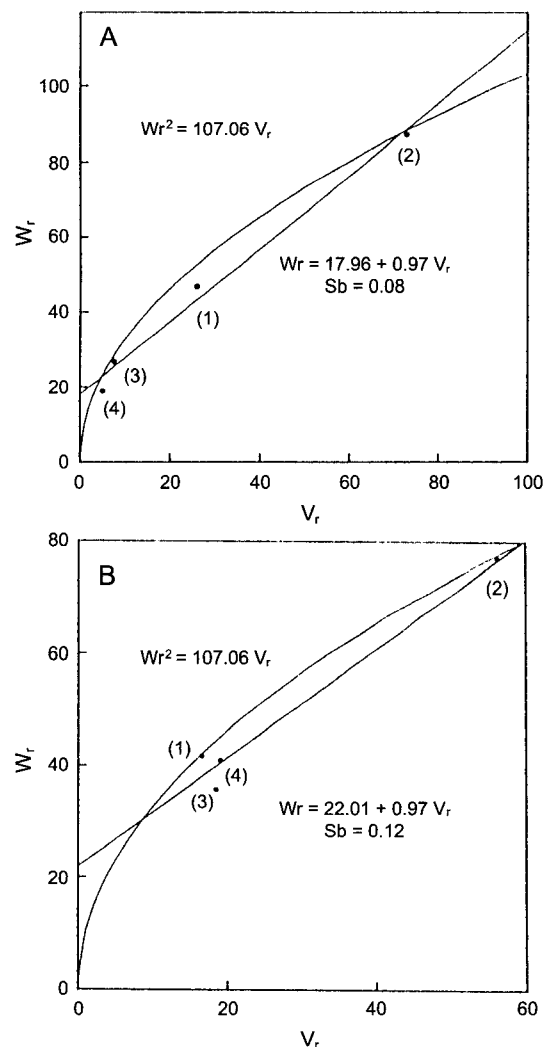 A
Wr² = 107.06 Vᵣ
(2)
Wr = 17.96 + 0.97 Vᵣ
Sb = 0.08
(1)
(3)
(4)
Wᵣ
100
80
60
40
20
0
0 20 40 60 80 100
Vᵣ
B
Wr² = 107.06 Vᵣ
(2)
(1)
(4)
(3)
Wr = 22.01 + 0.97 Vᵣ
Sb = 0.12
Wᵣ
80
60
40
20
0
0 20 40 60
Vᵣ